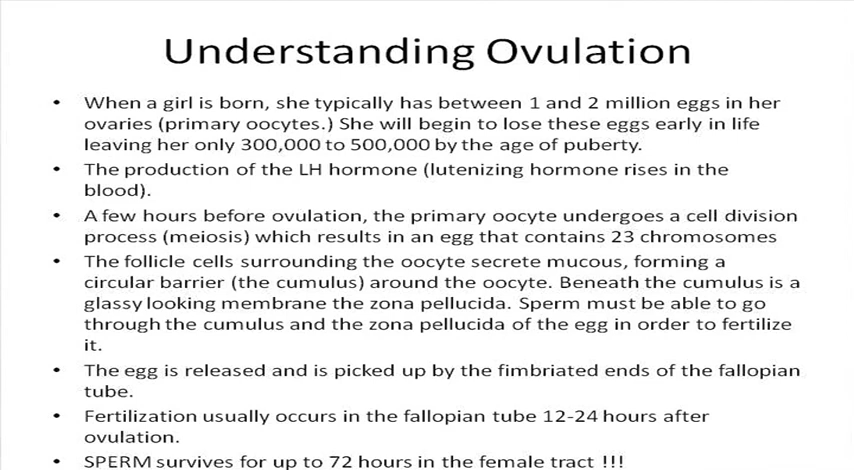 Understanding Ovulation
• When a girl is born, she typically has between 1 and 2 million eggs in her
ovaries (primary oocytes.) She will begin to lose these eggs early in life
leaving her only 300,000 to 500,000 by the age of puberty.
• The production of the LH hormone (lutenizing hormone rises in the
blood).
• A few hours before ovulation, the primary oocyte undergoes a cell division
process (meiosis) which results in an egg that contains 23 chromosomes
• The follicle cells surrounding the oocyte secrete mucous, forming a
circular barrier (the cumulus) around the oocyte. Beneath the cumulus is a
glassy looking membrane the zona pellucida. Sperm must be able to go
through the cumulus and the zona pellucida of the egg in order to fertilize
it.
• The egg is released and is picked up by the fimbriated ends of the fallopian
tube.
• Fertilization usually occurs in the fallopian tube 12-24 hours after
ovulation.
• SPERM survives for up to 72 hours in the female tract !!!